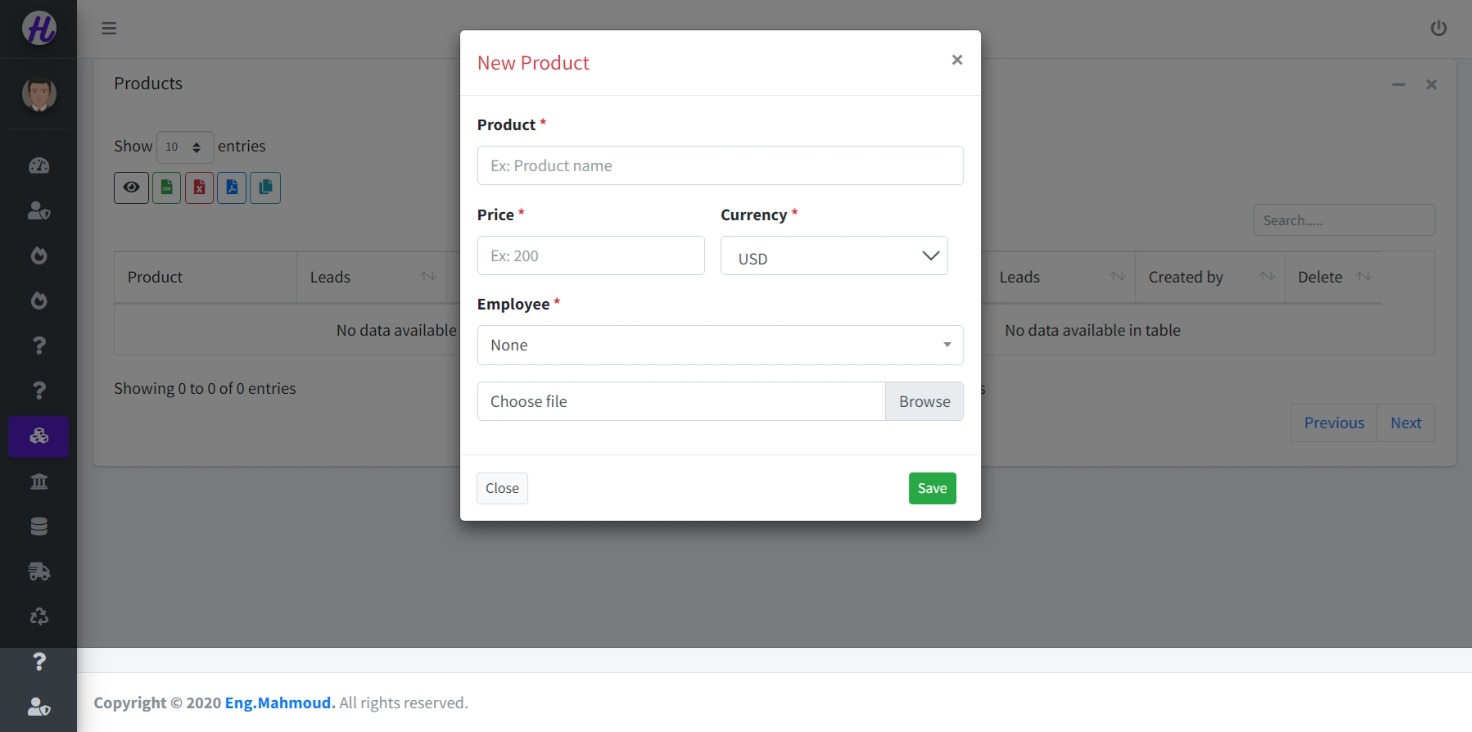 H
Products
Show 10 entries
Search.....
Product Leads Leads Created by Delete
No data available No data available in table
Showing 0 to 0 of 0 entries s
Previous Next
New Product ×
Product *
Ex: Product name
Price * Currency *
Ex: 200 USD
Employee *
None
Choose file Browse
Close Save
?
?
?
Copyright © 2020 Eng.Mahmoud. All rights reserved.